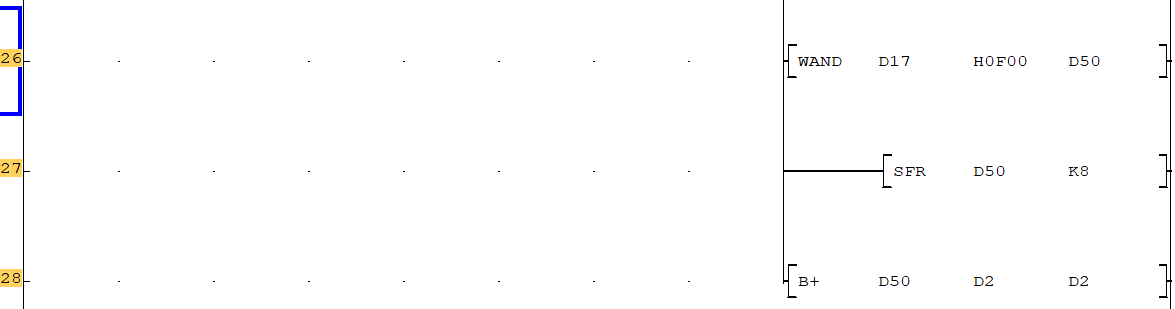 26 WAND D17 H0F00 D50
27 SFR D50 K8
28 B+ D50 D2 D2